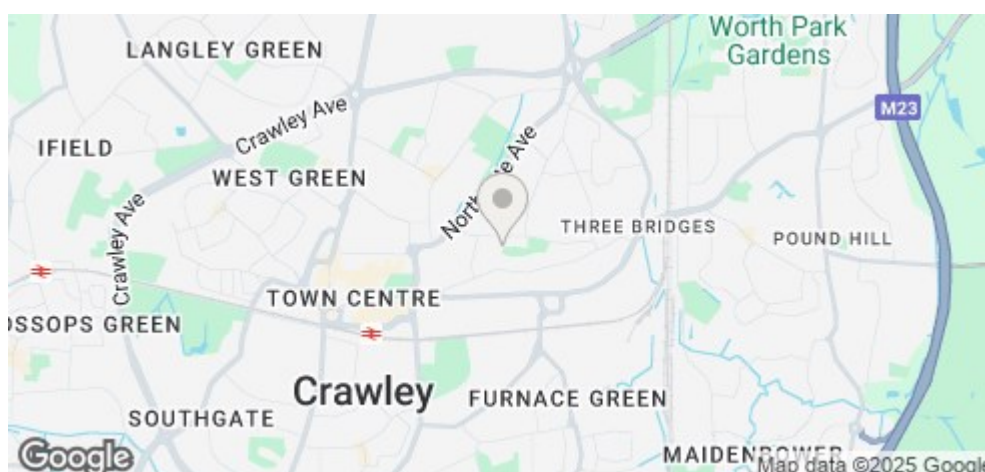 Worth Park
Gardens
LANGLEY GREEN
M23
Crawley Ave
IFIELD
WEST GREEN
Crawley Ave
THREE BRIDGES
POUND HILL
TOWN CENTRE
GREEN
Crawley
FURNACE GREEN
SOUTHGATE
Google
Map data ©2025 Google